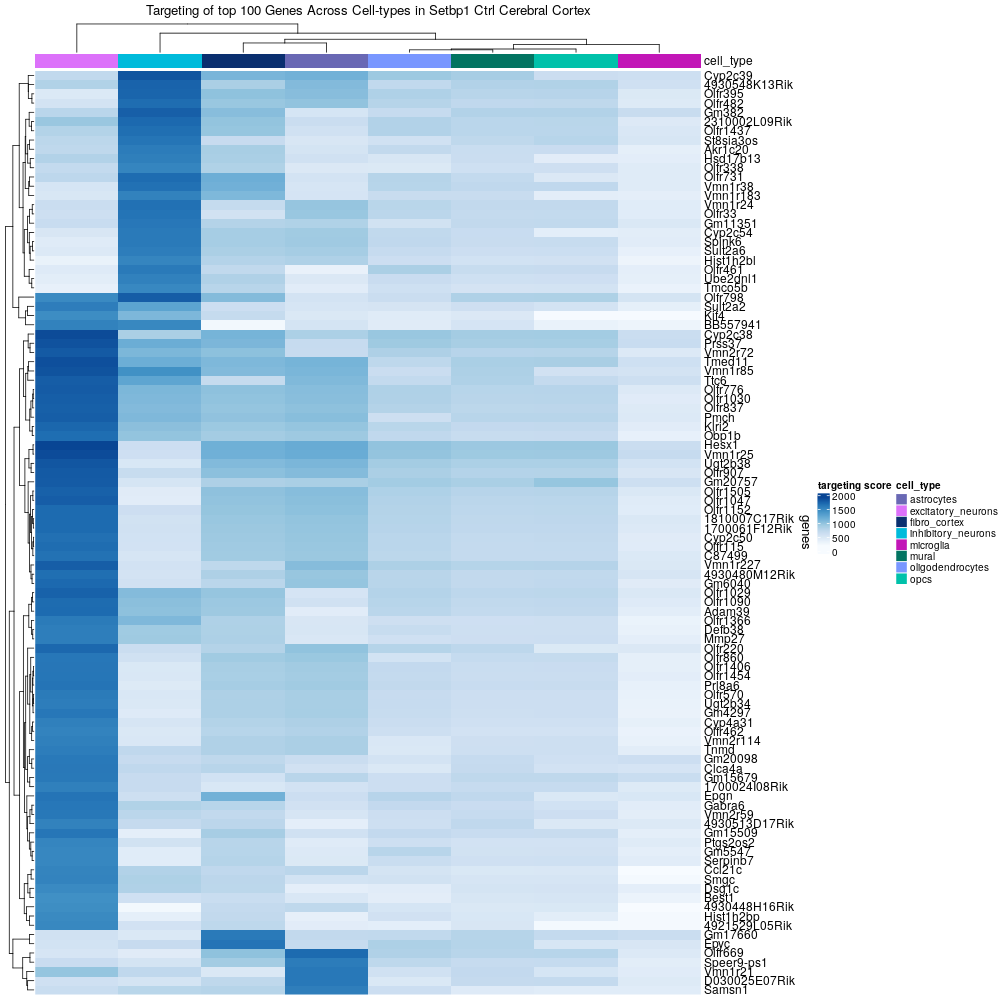 Targeting of top 100 Genes Across Cell-types in Setbp1 Ctrl Cerebral Cortex
cell_type
Cyp2c39
4930548K13Rik
Olfr395
Olfr482
Gm382
2310002L09Rik
Olfr1437
St8sia3os
Akr1c20
Hsd17b13
Olfr338
Olfr731
Vmn1r38
Vmn1r183
Vmn1r24
Olfr33
Gm11351
Cyp2c54
Spink6
Sult2a6
Hist1h2bl
Olfr461
Ube2dnl1
Tmco5b
Olfr798
Sult2a2
Klf4
BB557941
Cyp2c38
Prss37
Vmn2r72
Tmed11
Vmn1r85
Ttc6
Olfr776
Olfr1030
Olfr837
Pmch
Klri2
Obp1b
Hesx1
Vmn1r25
Ugt2b38
Olfr907
Gm20757
Olfr1505
Olfr1047
Olfr1152
1810007C17Rik
1700061F12Rik
Cyp2c50
Olfr115
C87499
Vmn1r227
4930480M12Rik
Gm6040
Olfr1029
Olfr1090
Adam39
Olfr1366
Defb38
Mmp27
Olfr220
Olfr860
Olfr1406
Olfr1454
Prl8a6
Olfr570
Ugt2b34
Gm4297
Cyp4a31
Olfr462
Vmn2r114
Tnmd
Gm20098
Clca4a
Gm15679
1700024I08Rik
Epgn
Gabra6
Vmn2r59
4930513D17Rik
Gm15509
Ptgs2os2
Gm5547
Serpinb7
Ccl21c
Smgc
Dsg1c
Best1
4930448H16Rik
Hist1h2bp
4921529L05Rik
Gm17660
Epyc
Olfr669
Speer9-ps1
Vmn1r21
D030025E07Rik
Samsn1
genes
targeting score
2000
1500
1000
500
0
cell_type
astrocytes
excitatory_neurons
fibro_cortex
inhibitory_neurons
microglia
mural
oligodendrocytes
opcs